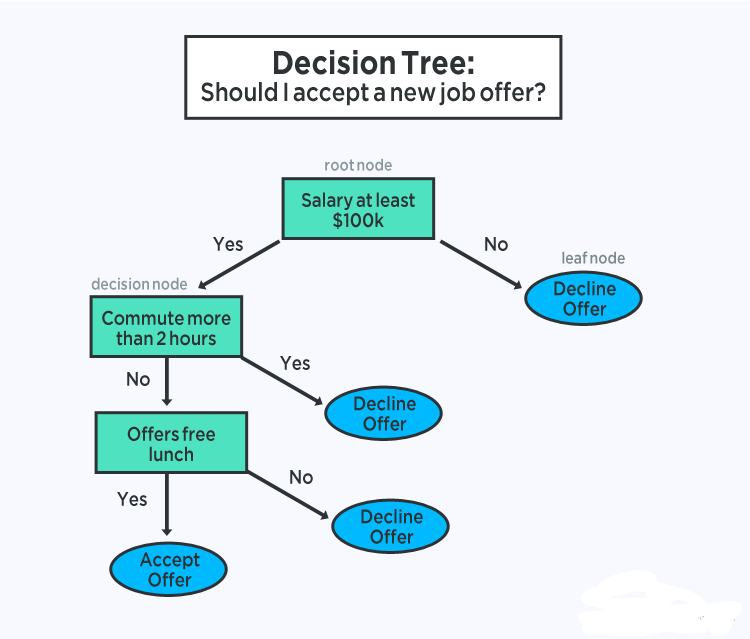 Decision Tree:
Should I accept a new job offer?
root node
Salary at least
$100k
Yes
No
leaf node
Decline
Offer
decision node
Commute more
than 2 hours
No
Yes
Decline
Offer
Offers free
lunch
Yes
No
Decline
Offer
Accept
Offer